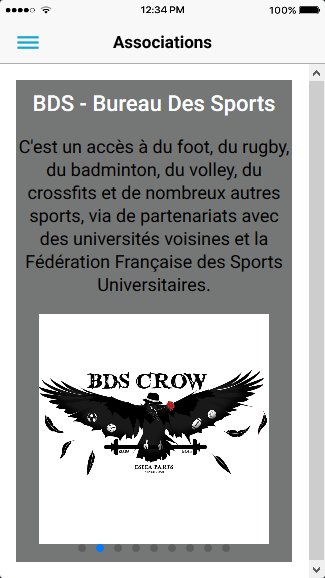 12:34 PM
100%
Associations
BDS - Bureau Des Sports
C'est un accès à du foot, du rugby,
du badminton, du volley, du
crossfits et de nombreux autres
sports, via de partenariats avec
des universités voisines et la
Fédération Française des Sports
Universitaires.
BDS CROW
ESIEA PARIS